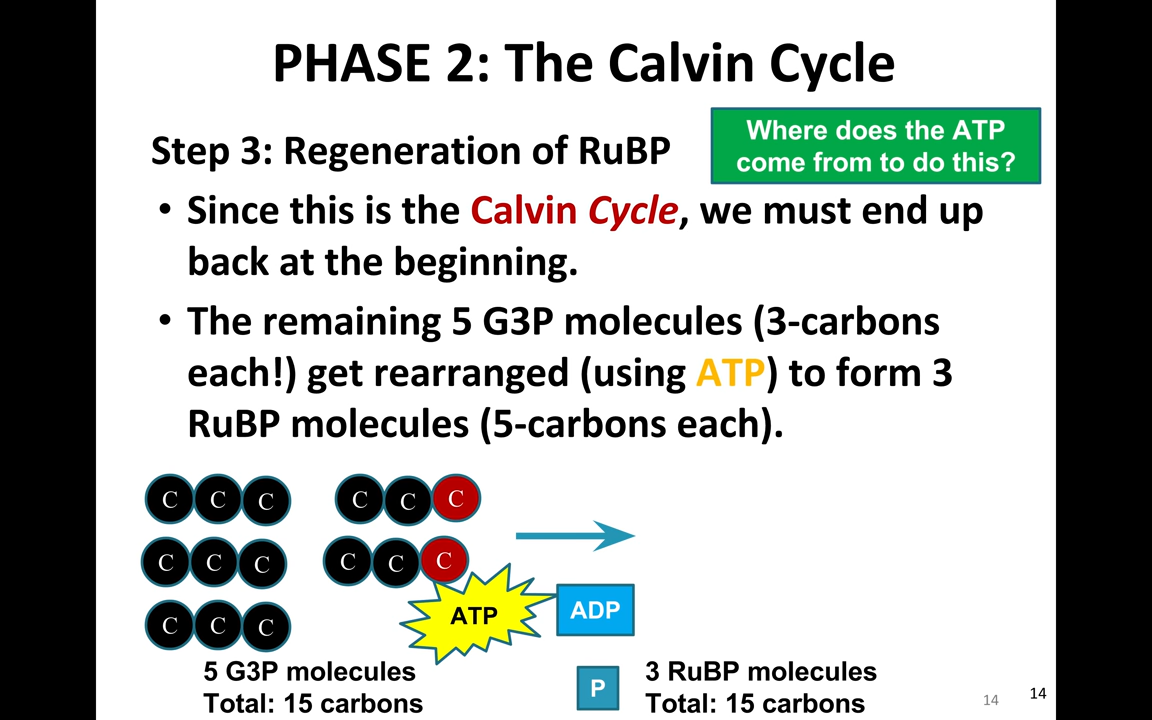 PHASE 2: The Calvin Cycle
Step 3: Regeneration of RuBP
Where does the ATP
come from to do this?
• Since this is the Calvin Cycle, we must end up
back at the beginning.
• The remaining 5 G3P molecules (3-carbons
each!) get rearranged (using ATP) to form 3
RuBP molecules (5-carbons each).
C C C C C C
C C C C C C
ATP ADP
C C C
5 G3P molecules
Total: 15 carbons
P
3 RuBP molecules
Total: 15 carbons
14 14